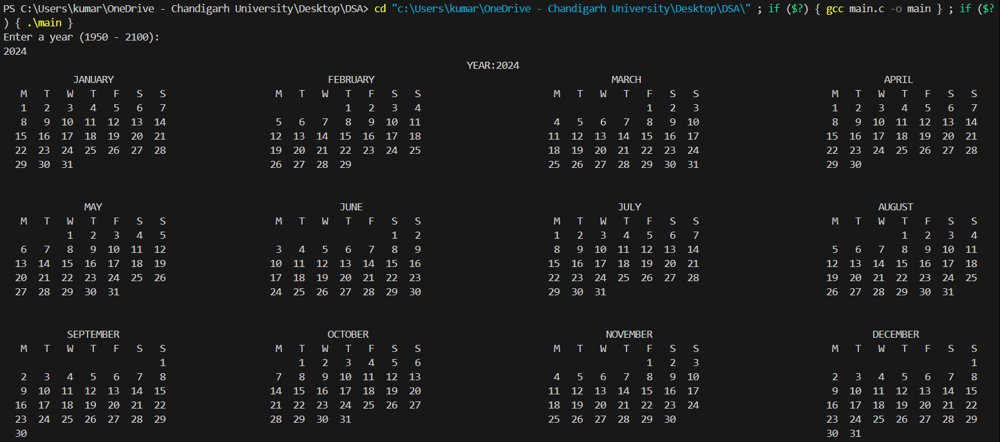 PS C:\Users\kumar\OneDrive - Chandigarh University\Desktop\DSA> cd "c:\Users\kumar\OneDrive - Chandigarh University\Desktop\DSA\" ; if ($?) { gcc main.c -o main } ; if ($?
) { .\main }
Enter a year (1950 - 2100):
2024
YEAR:2024
JANUARY FEBRUARY MARCH APRIL
M T W T F S S M T W T F S S M T W T F S S M T W T F S S
1 2 3 4 5 6 7 1 2 3 4 1 2 3 1 2 3 4 5 6 7
8 9 10 11 12 13 14 5 6 7 8 9 10 11 4 5 6 7 8 9 10 8 9 10 11 12 13 14
15 16 17 18 19 20 21 12 13 14 15 16 17 18 11 12 13 14 15 16 17 15 16 17 18 19 20 21
22 23 24 25 26 27 28 19 20 21 22 23 24 25 18 19 20 21 22 23 24 22 23 24 25 26 27 28
29 30 31 26 27 28 29 25 26 27 28 29 30 31 29 30
MAY JUNE JULY AUGUST
M T W T F S S M T W T F S S M T W T F S S M T W T F S S
1 2 3 4 5 1 2 1 2 3 4 5 6 7 1 2 3 4
6 7 8 9 10 11 12 3 4 5 6 7 8 9 8 9 10 11 12 13 14 5 6 7 8 9 10 11
13 14 15 16 17 18 19 10 11 12 13 14 15 16 15 16 17 18 19 20 21 12 13 14 15 16 17 18
20 21 22 23 24 25 26 17 18 19 20 21 22 23 22 23 24 25 26 27 28 19 20 21 22 23 24 25
27 28 29 30 31 24 25 26 27 28 29 30 29 30 31 26 27 28 29 30 31
SEPTEMBER OCTOBER NOVEMBER DECEMBER
M T W T F S S M T W T F S S M T W T F S S M T W T F S S
1 1 2 3 4 5 6 1 2 3 1
2 3 4 5 6 7 8 7 8 9 10 11 12 13 4 5 6 7 8 9 10 2 3 4 5 6 7 8
9 10 11 12 13 14 15 14 15 16 17 18 19 20 11 12 13 14 15 16 17 9 10 11 12 13 14 15
16 17 18 19 20 21 22 21 22 23 24 25 26 27 18 19 20 21 22 23 24 16 17 18 19 20 21 22
23 24 25 26 27 28 29 28 29 30 31 25 26 27 28 29 30 23 24 25 26 27 28 29
30 30 31